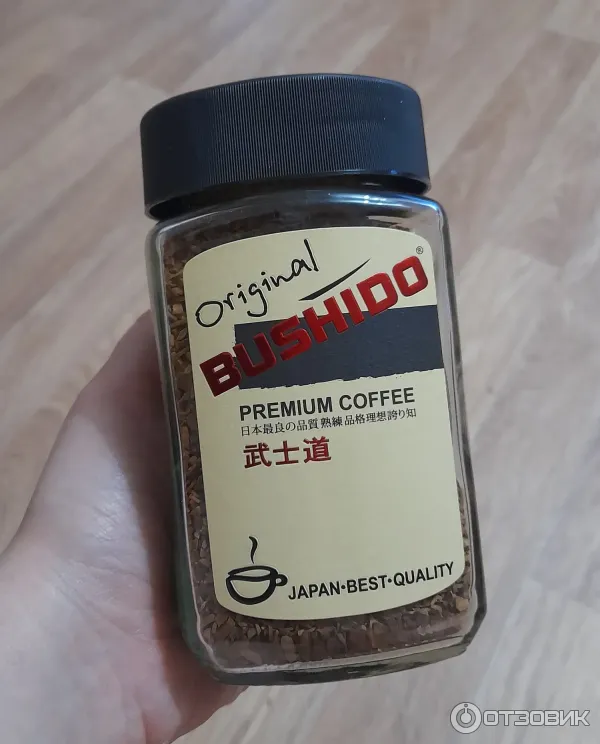 Original
BUSHIDO®
PREMIUM COFFEE
日本最良の品質 熟練 品格理想誇り知
武士道
JAPAN·BEST·QUALITY
ОТЗОВИК